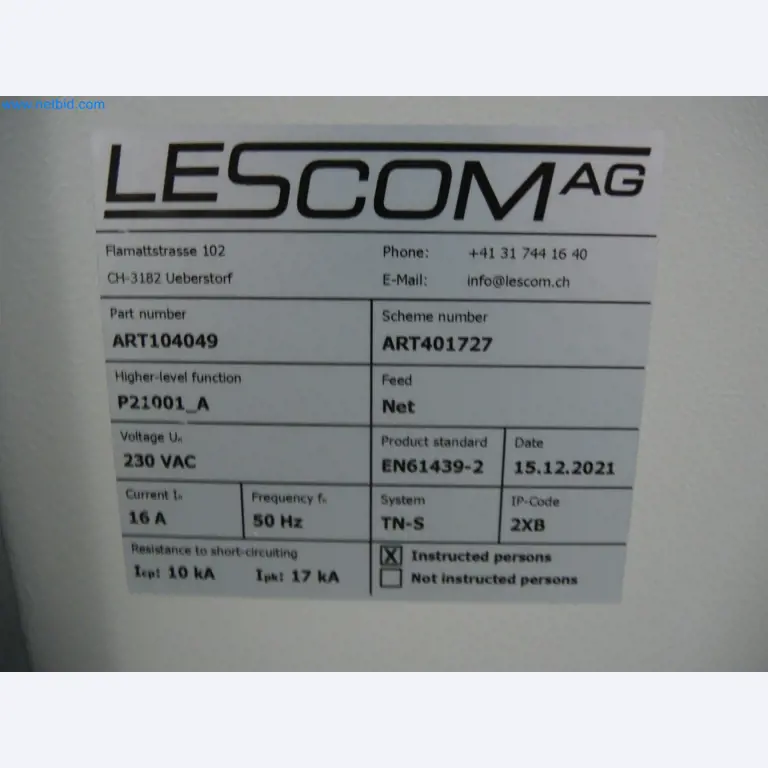 www.netbid.com
LESCOM AG
Flamattstrasse 102
Phone: +41 31 744 16 40
CH-3182 Ueberstorf
E-Mail: info@lescom.ch
Part number
ART104049
Scheme number
ART401727
Higher-level function
P21001_A
Feed
Net
Voltage Uₙ
230 VAC
Product standard
EN61439-2
Date
15.12.2021
Current Iₙ
16 A
Frequency fₙ
50 Hz
System
TN-S
IP-Code
2XB
Resistance to short-circuiting
Icp: 10 kA Ipk: 17 kA
X Instructed persons
Not instructed persons